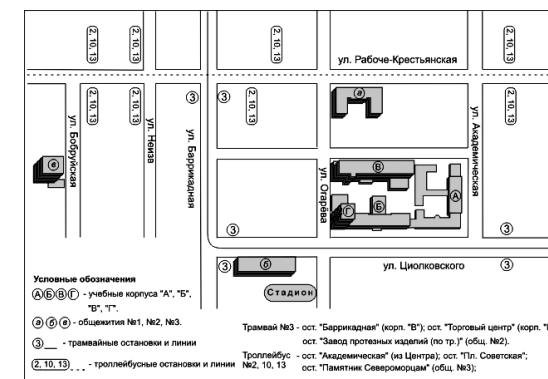 2, 10, 13
2, 10, 13
2, 10, 13
2, 10, 13
ул. Рабоче-Крестьянская
2, 10, 13
2, 10, 13
3
3
2, 10, 13
а
2, 10, 13
ул. Бобруйская
ул. Неиза
ул. Баррикадная
ул. Огарёва
ул. Академическая
в
В
А
Г
Б
3
3
б
ул. Циолковского
3
Стадион
Условные обозначения
А Б В Г - учебные корпуса "А", "Б",
"В", "Г".
а б в - общежития №1, №2, №3.
3 - трамвайные остановки и линии
2, 10, 13 - троллейбусные остановки и линии
Трамвай №3 - ост. "Баррикадная" (корп. "В"); ост. "Торговый центр" (корп.
ост. "Завод протезных изделий (по тр.)" (общ. №2).
Троллейбус - ост. "Академическая" (из Центра); ост. "Пл. Советская";
№2, 10, 13 ост. "Памятник Североморцам" (общ. №3);